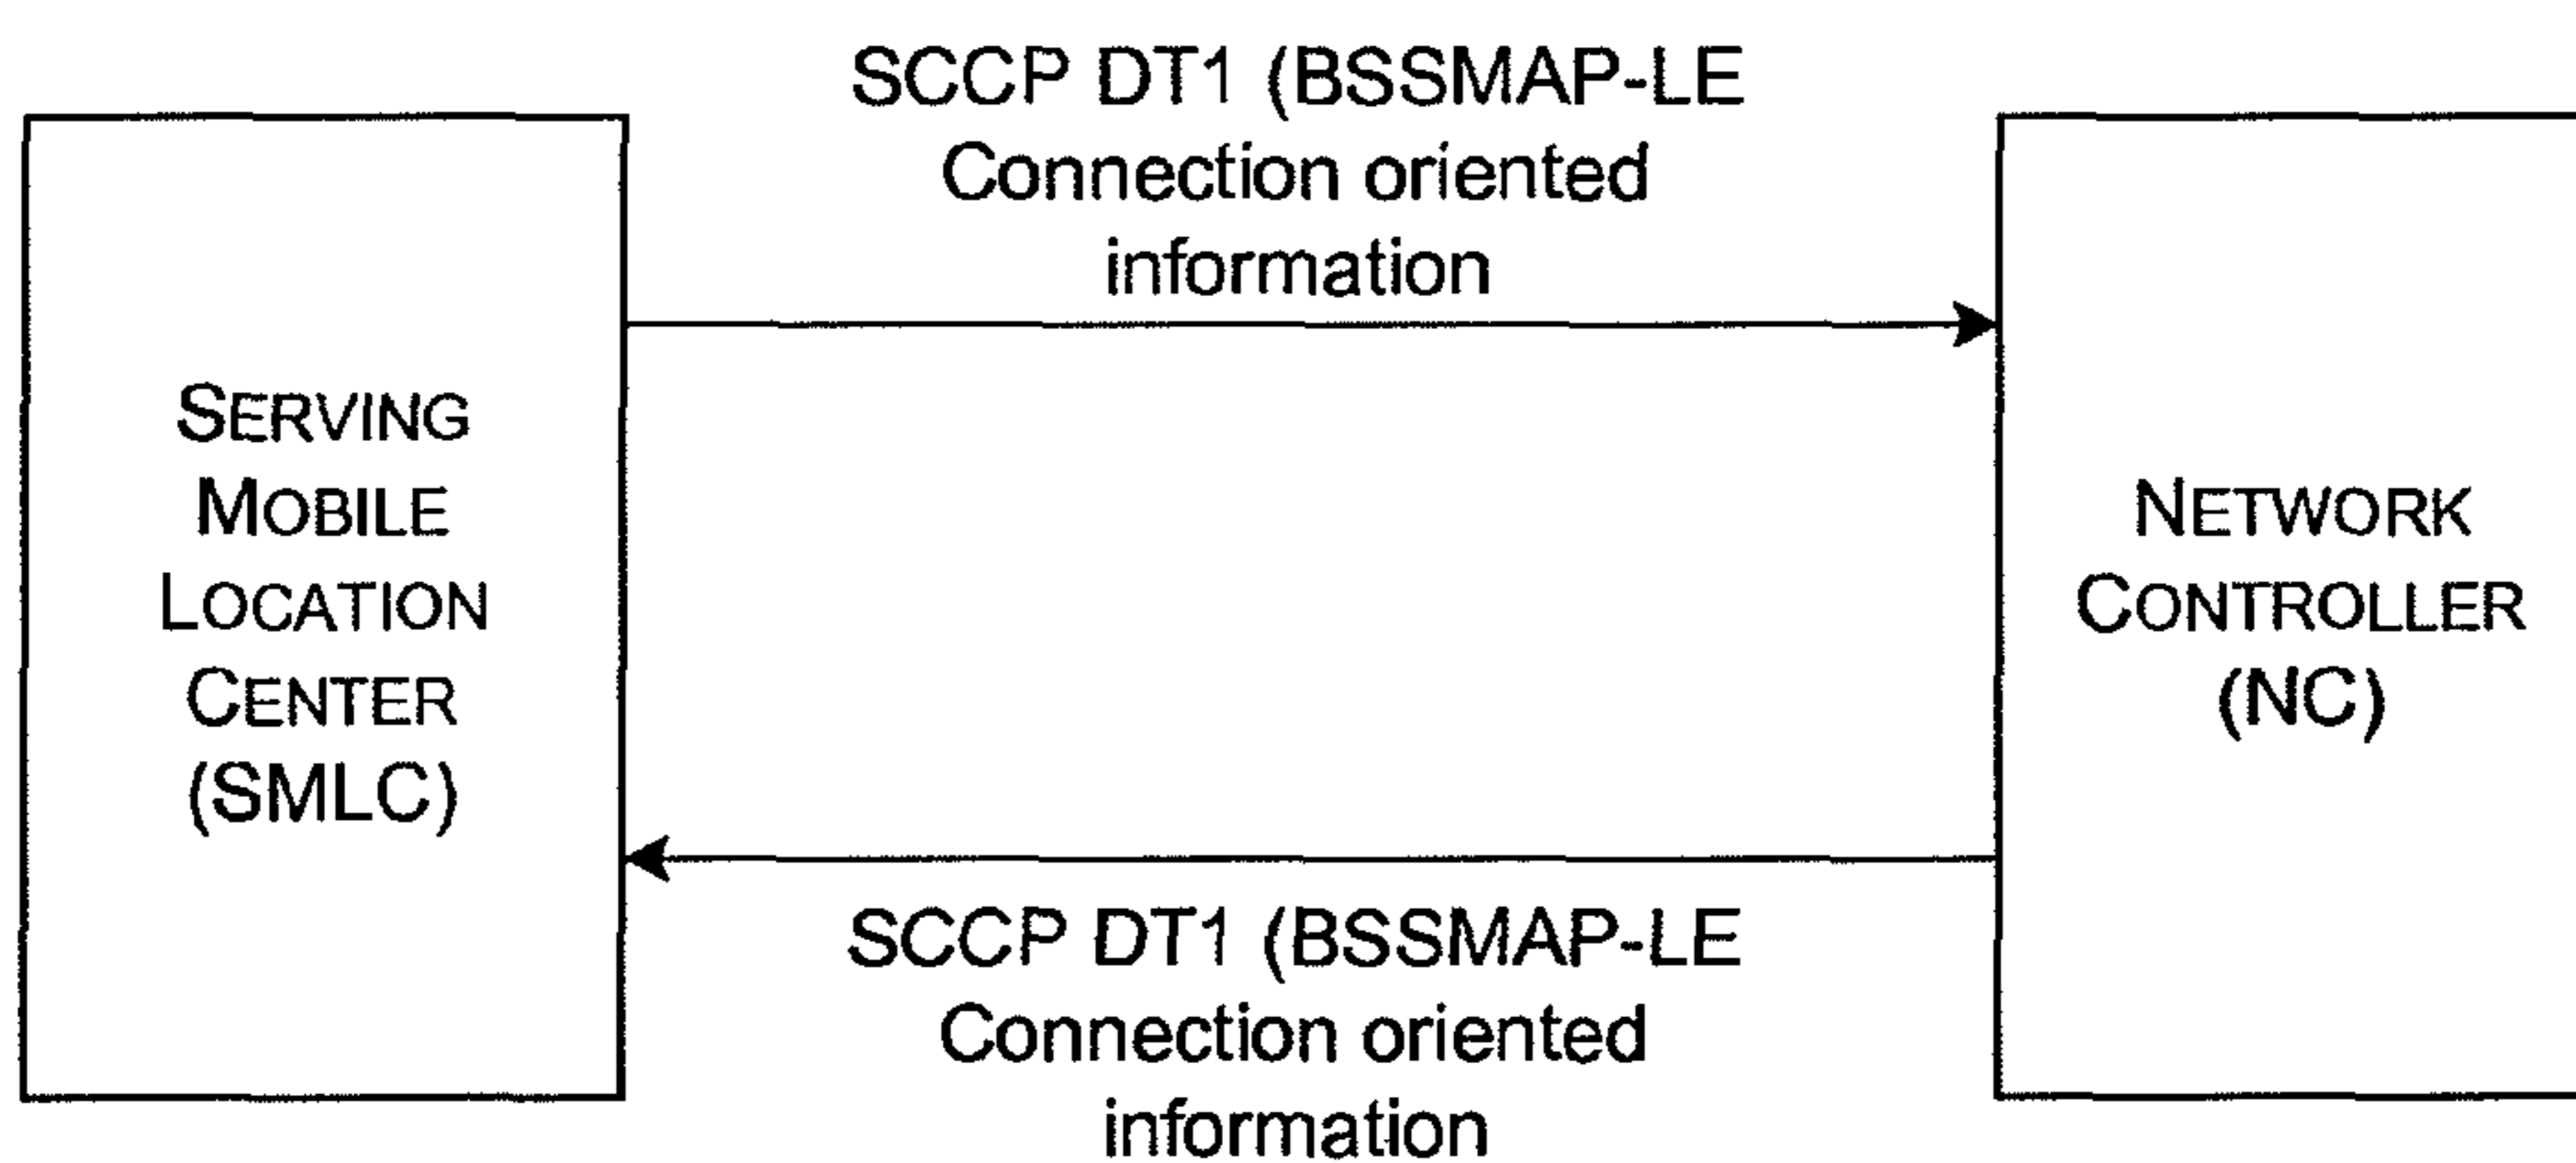 SCCP DT1 (BSSMAP-LE
Connection oriented
information
SERVING
MOBILE
LOCATION
CENTER
(SMLC)
NETWORK
CONTROLLER
(NC)
SCCP DT1 (BSSMAP-LE
Connection oriented
information